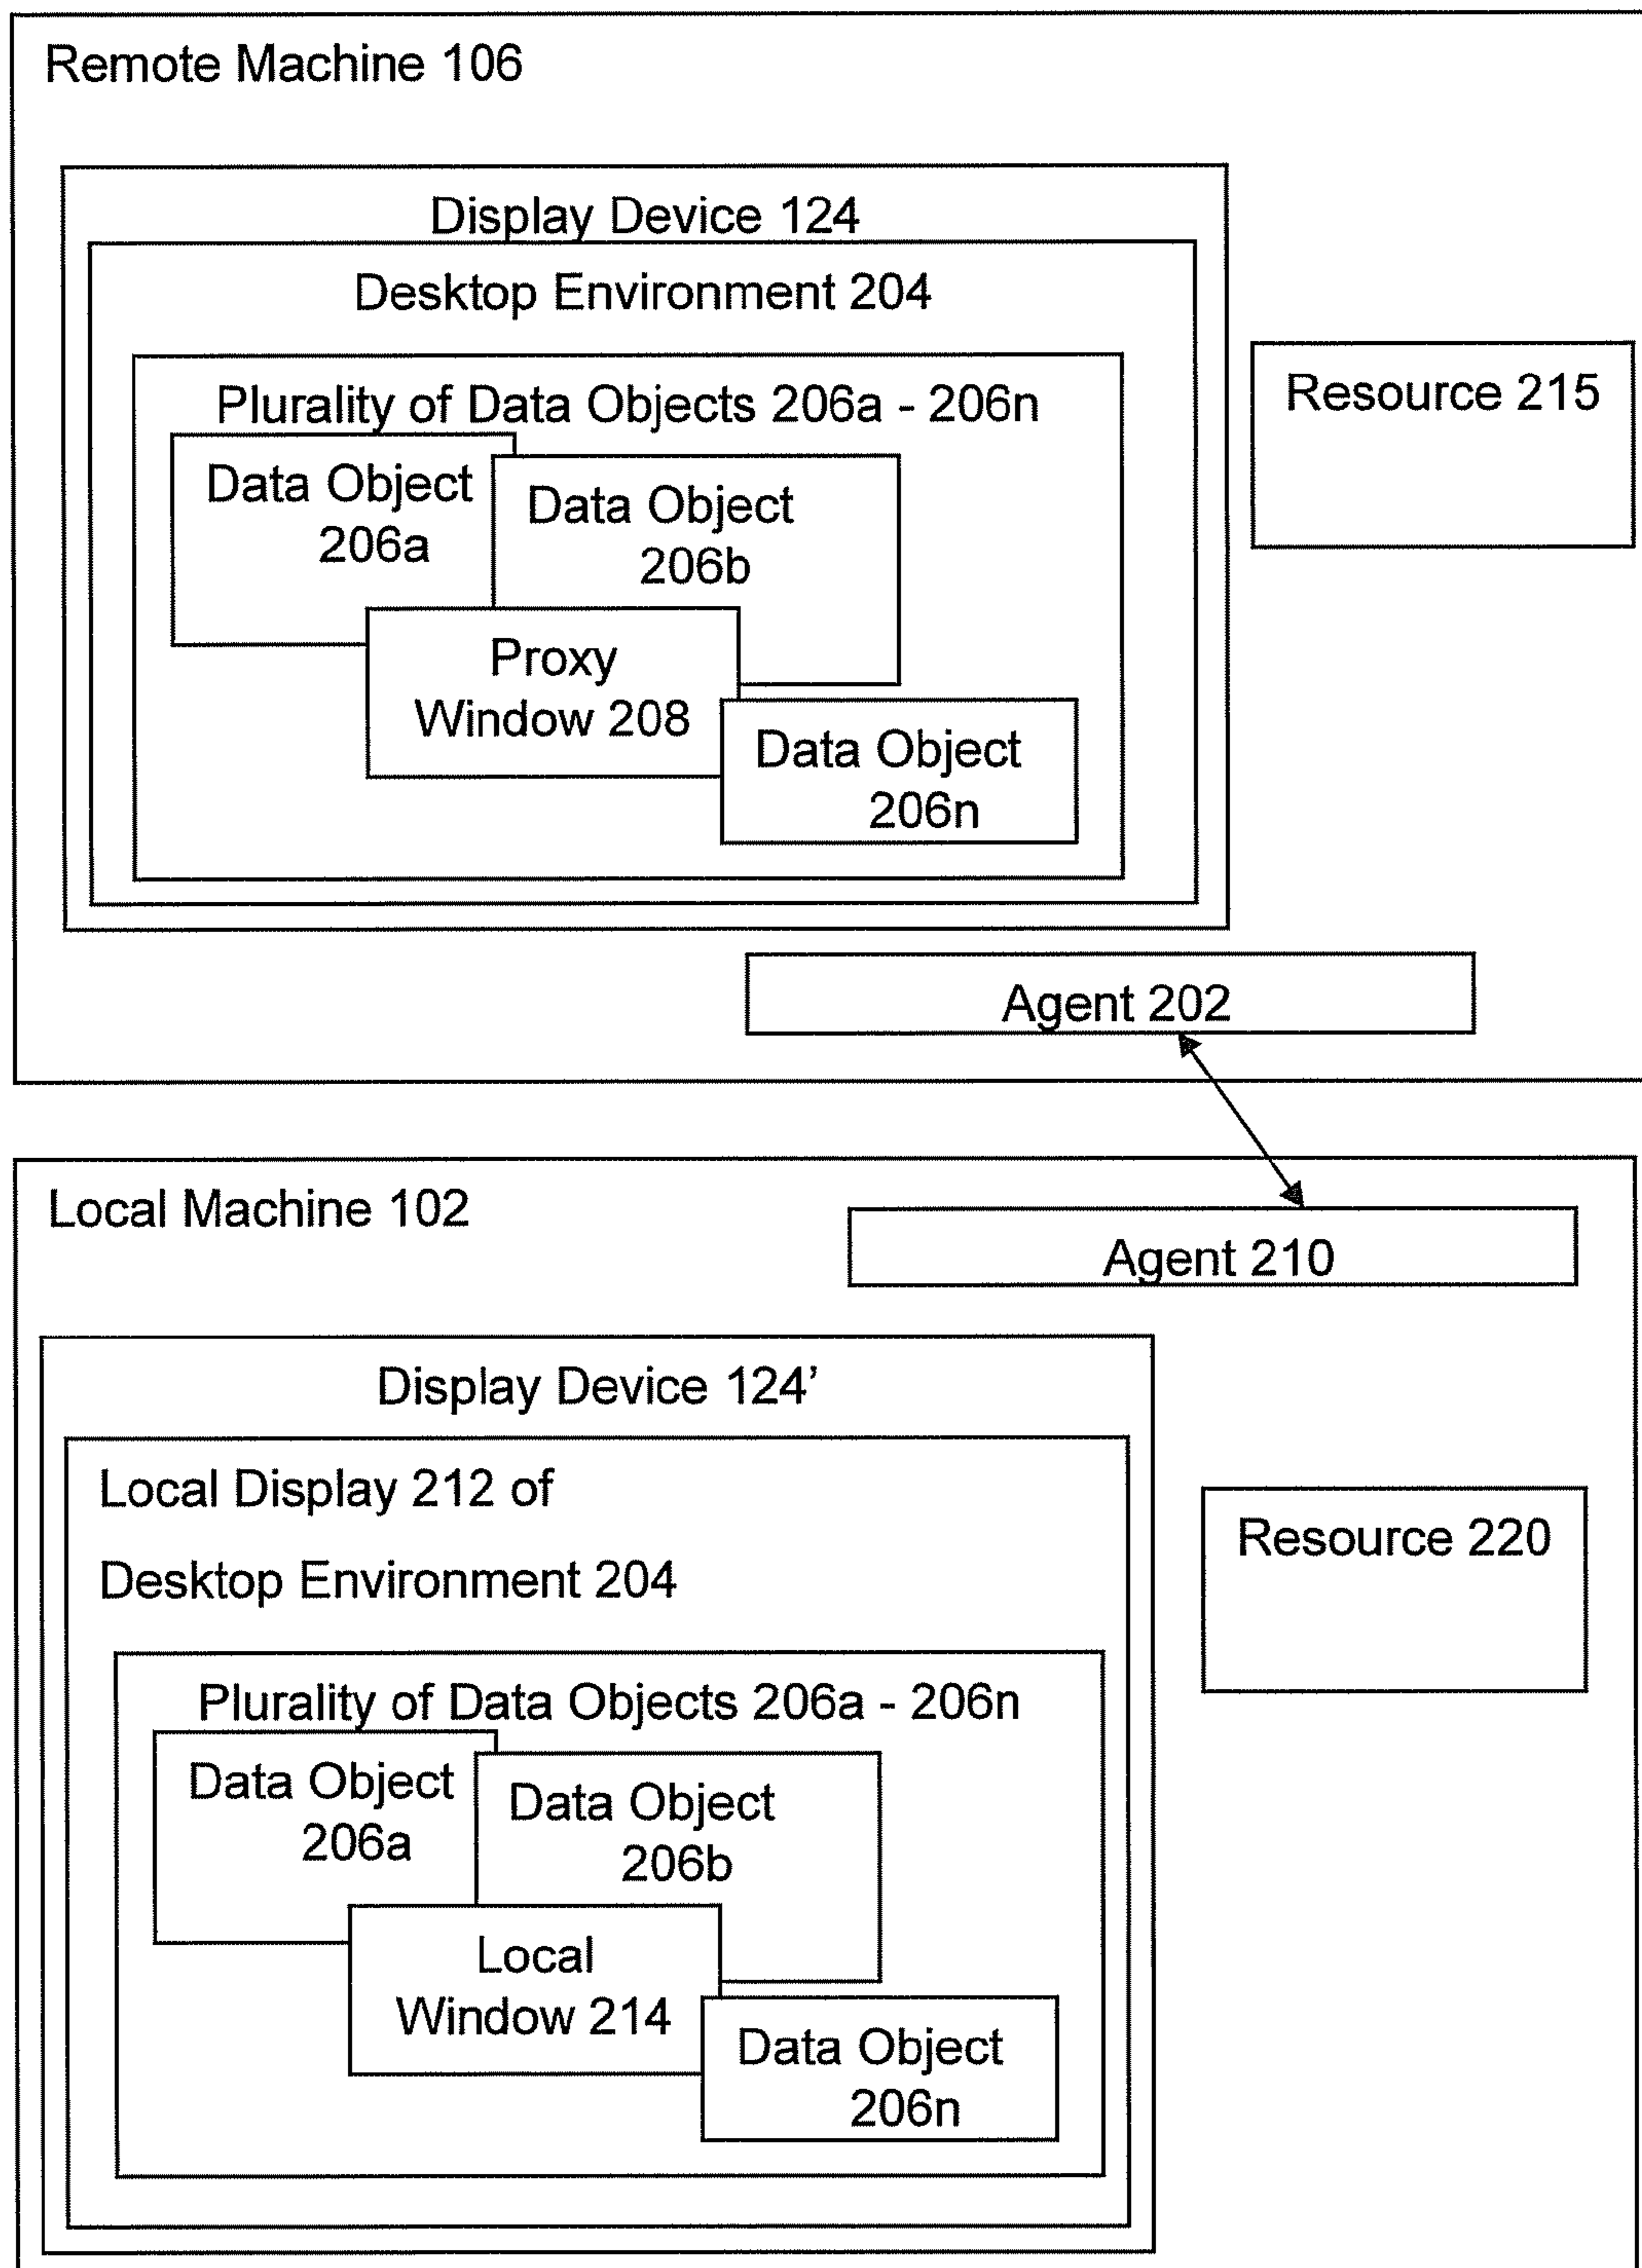 Remote Machine 106
Display Device 124
Desktop Environment 204
Resource 215
Plurality of Data Objects 206a - 206n
Data Object
206a
Data Object
206b
Proxy
Window 208
Data Object
206n
Agent 202
Local Machine 102
Agent 210
Display Device 124’
Local Display 212 of
Desktop Environment 204
Resource 220
Plurality of Data Objects 206a - 206n
Data Object
206a
Data Object
206b
Local
Window 214
Data Object
206n